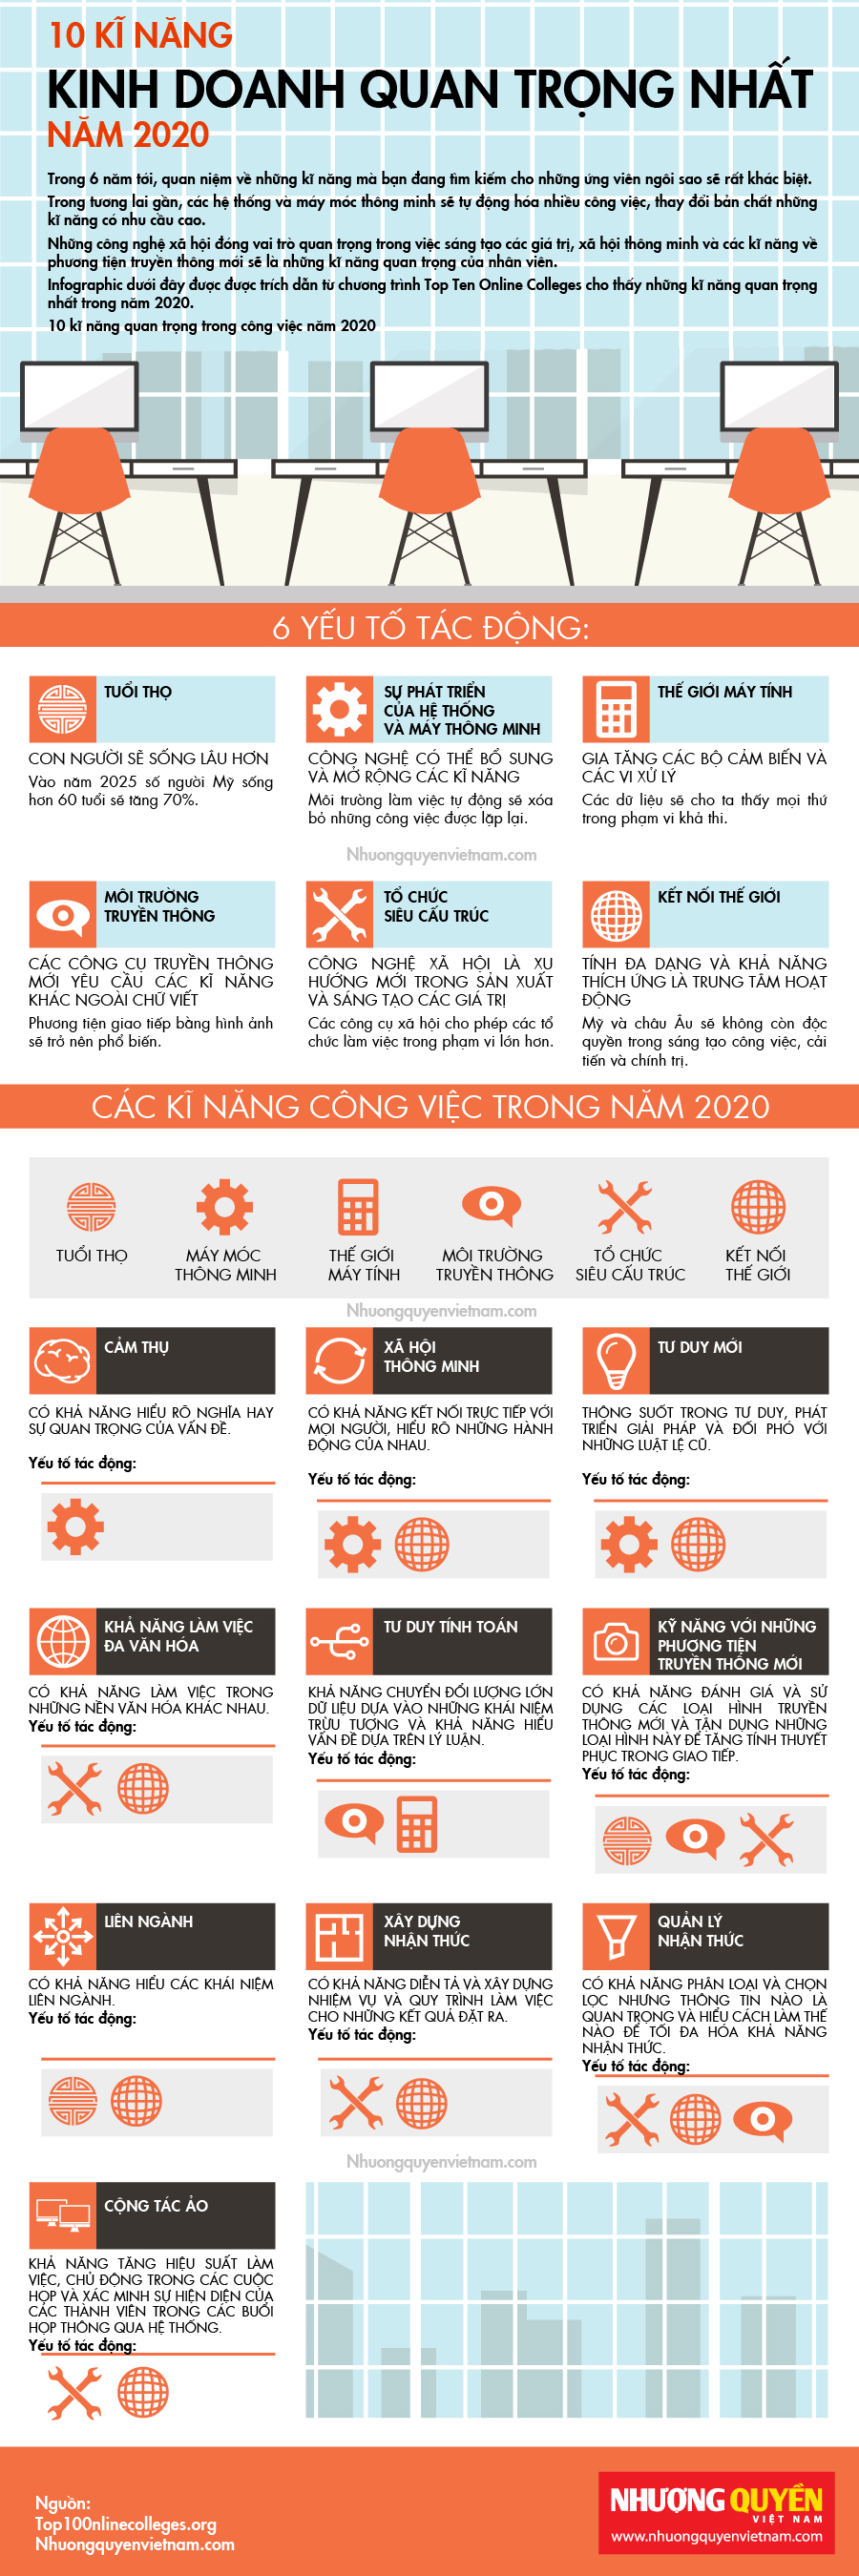 10 KĨ NĂNG
KINH DOANH QUAN TRỌNG NHẤT
NĂM 2020
Trong 6 năm tới, quan niệm về những kĩ năng mà bạn đang tìm kiếm cho những ứng viên ngôi sao sẽ rất khác biệt.
Trong tương lai gần, các hệ thống và máy móc thông minh sẽ tự động hóa nhiều công việc, thay đổi bản chất những
kĩ năng có nhu cầu cao.
Những công nghệ xã hội đóng vai trò quan trọng trong việc sáng tạo các giá trị, xã hội thông minh và các kĩ năng về
phương tiện truyền thông mới sẽ là những kĩ năng quan trọng của nhân viên.
Infographic dưới đây được được trích dẫn từ chương trình Top Ten Online Colleges cho thấy những kĩ năng quan trọng
nhất trong năm 2020.
10 kĩ năng quan trọng trong công việc năm 2020
6 YẾU TỐ TÁC ĐỘNG:
TUỔI THỌ
CON NGƯỜI SẼ SỐNG LÂU HƠN
Vào năm 2025 số người Mỹ sống
hơn 60 tuổi sẽ tăng 70%.
SỰ PHÁT TRIỂN
CỦA HỆ THỐNG
VÀ MÁY THÔNG MINH
CÔNG NGHỆ CÓ THỂ BỔ SUNG
VÀ MỞ RỘNG CÁC KĨ NĂNG
Môi trường làm việc tự động sẽ xóa
bỏ những công việc được lặp lại.
THẾ GIỚI MÁY TÍNH
GIA TĂNG CÁC BỘ CẢM BIẾN VÀ
CÁC VI XỬ LÝ
Các dữ liệu sẽ cho ta thấy mọi thứ
trong phạm vi khả thi.
Nhuongquyenvietnam.com
MÔI TRƯỜNG
TRUYỀN THÔNG
CÁC CÔNG CỤ TRUYỀN THÔNG
MỚI YÊU CẦU CÁC KĨ NĂNG
KHÁC NGOÀI CHỮ VIẾT
Phương tiện giao tiếp bằng hình ảnh
sẽ trở nên phổ biến.
TỔ CHỨC
SIÊU CẤU TRÚC
CÔNG NGHỆ XÃ HỘI LÀ XU
HƯỚNG MỚI TRONG SẢN XUẤT
VÀ SÁNG TẠO CÁC GIÁ TRỊ
Các công cụ xã hội cho phép các tổ
chức làm việc trong phạm vi lớn hơn.
KẾT NỐI THẾ GIỚI
TÍNH ĐA DẠNG VÀ KHẢ NĂNG
THÍCH ỨNG LÀ TRUNG TÂM HOẠT
ĐỘNG
Mỹ và châu Âu sẽ không còn độc
quyền trong sáng tạo công việc, cải
tiến và chính trị.
CÁC KĨ NĂNG CÔNG VIỆC TRONG NĂM 2020
TUỔI THỌ
MÁY MÓC
THÔNG MINH
THẾ GIỚI
MÁY TÍNH
MÔI TRƯỜNG
TRUYỀN THÔNG
TỔ CHỨC
SIÊU CẤU TRÚC
KẾT NỐI
THẾ GIỚI
Nhuongquyenvietnam.com
CẢM THỤ
CÓ KHẢ NĂNG HIỂU RÕ NGHĨA HAY
SỰ QUAN TRỌNG CỦA VẤN ĐỀ.
Yếu tố tác động:
XÃ HỘI
THÔNG MINH
CÓ KHẢ NĂNG KẾT NỐI TRỰC TIẾP VỚI
MỌI NGƯỜI, HIỂU RÕ NHỮNG HÀNH
ĐỘNG CỦA NHAU.
Yếu tố tác động:
TƯ DUY MỚI
THÔNG SUỐT TRONG TƯ DUY, PHÁT
TRIỂN GIẢI PHÁP VÀ ĐỐI PHÓ VỚI
NHỮNG LUẬT LỆ CŨ.
Yếu tố tác động:
KHẢ NĂNG LÀM VIỆC
ĐA VĂN HÓA
CÓ KHẢ NĂNG LÀM VIỆC TRONG
NHỮNG NỀN VĂN HÓA KHÁC NHAU.
Yếu tố tác động:
TƯ DUY TÍNH TOÁN
KHẢ NĂNG CHUYỂN ĐỔI LƯỢNG LỚN
DỮ LIỆU DỰA VÀO NHỮNG KHÁI NIỆM
TRỪU TƯỢNG VÀ KHẢ NĂNG HIỂU
VẤN ĐỀ DỰA TRÊN LÝ LUẬN.
Yếu tố tác động:
KỸ NĂNG VỚI NHỮNG
PHƯƠNG TIỆN
TRUYỀN THỐNG MỚI
CÓ KHẢ NĂNG ĐÁNH GIÁ VÀ SỬ
DỤNG CÁC LOẠI HÌNH TRUYỀN
THÔNG MỚI VÀ TẬN DỤNG NHỮNG
LOẠI HÌNH NÀY ĐỂ TĂNG TÍNH THUYẾT
PHỤC TRONG GIAO TIẾP.
Yếu tố tác động:
LIÊN NGÀNH
CÓ KHẢ NĂNG HIỂU CÁC KHÁI NIỆM
LIÊN NGÀNH.
Yếu tố tác động:
XÂY DỰNG
NHẬN THỨC
CÓ KHẢ NĂNG DIỄN TẢ VÀ XÂY DỰNG
NHIỆM VỤ VÀ QUY TRÌNH LÀM VIỆC
CHO NHỮNG KẾT QUẢ ĐẶT RA.
Yếu tố tác động:
QUẢN LÝ
NHẬN THỨC
CÓ KHẢ NĂNG PHÂN LOẠI VÀ CHỌN
LỌC NHƯNG THÔNG TIN NÀO LÀ
QUAN TRỌNG VÀ HIỂU CÁCH LÀM THẾ
NÀO ĐỂ TỐI ĐA HÓA KHẢ NĂNG
NHẬN THỨC.
Yếu tố tác động:
Nhuongquyenvietnam.com
CỘNG TÁC ẢO
KHẢ NĂNG TĂNG HIỆU SUẤT LÀM
VIỆC, CHỦ ĐỘNG TRONG CÁC CUỘC
HỌP VÀ XÁC MINH SỰ HIỆN DIỆN CỦA
CÁC THÀNH VIÊN TRONG CÁC BUỔI
HỌP THÔNG QUA HỆ THỐNG.
Yếu tố tác động:
Nguồn:
Top100nlinecolleges.org
Nhuongquyenvietnam.com
NHƯỢNG QUYỀN
VIỆT NAM
www.nhuongquyenvietnam.com